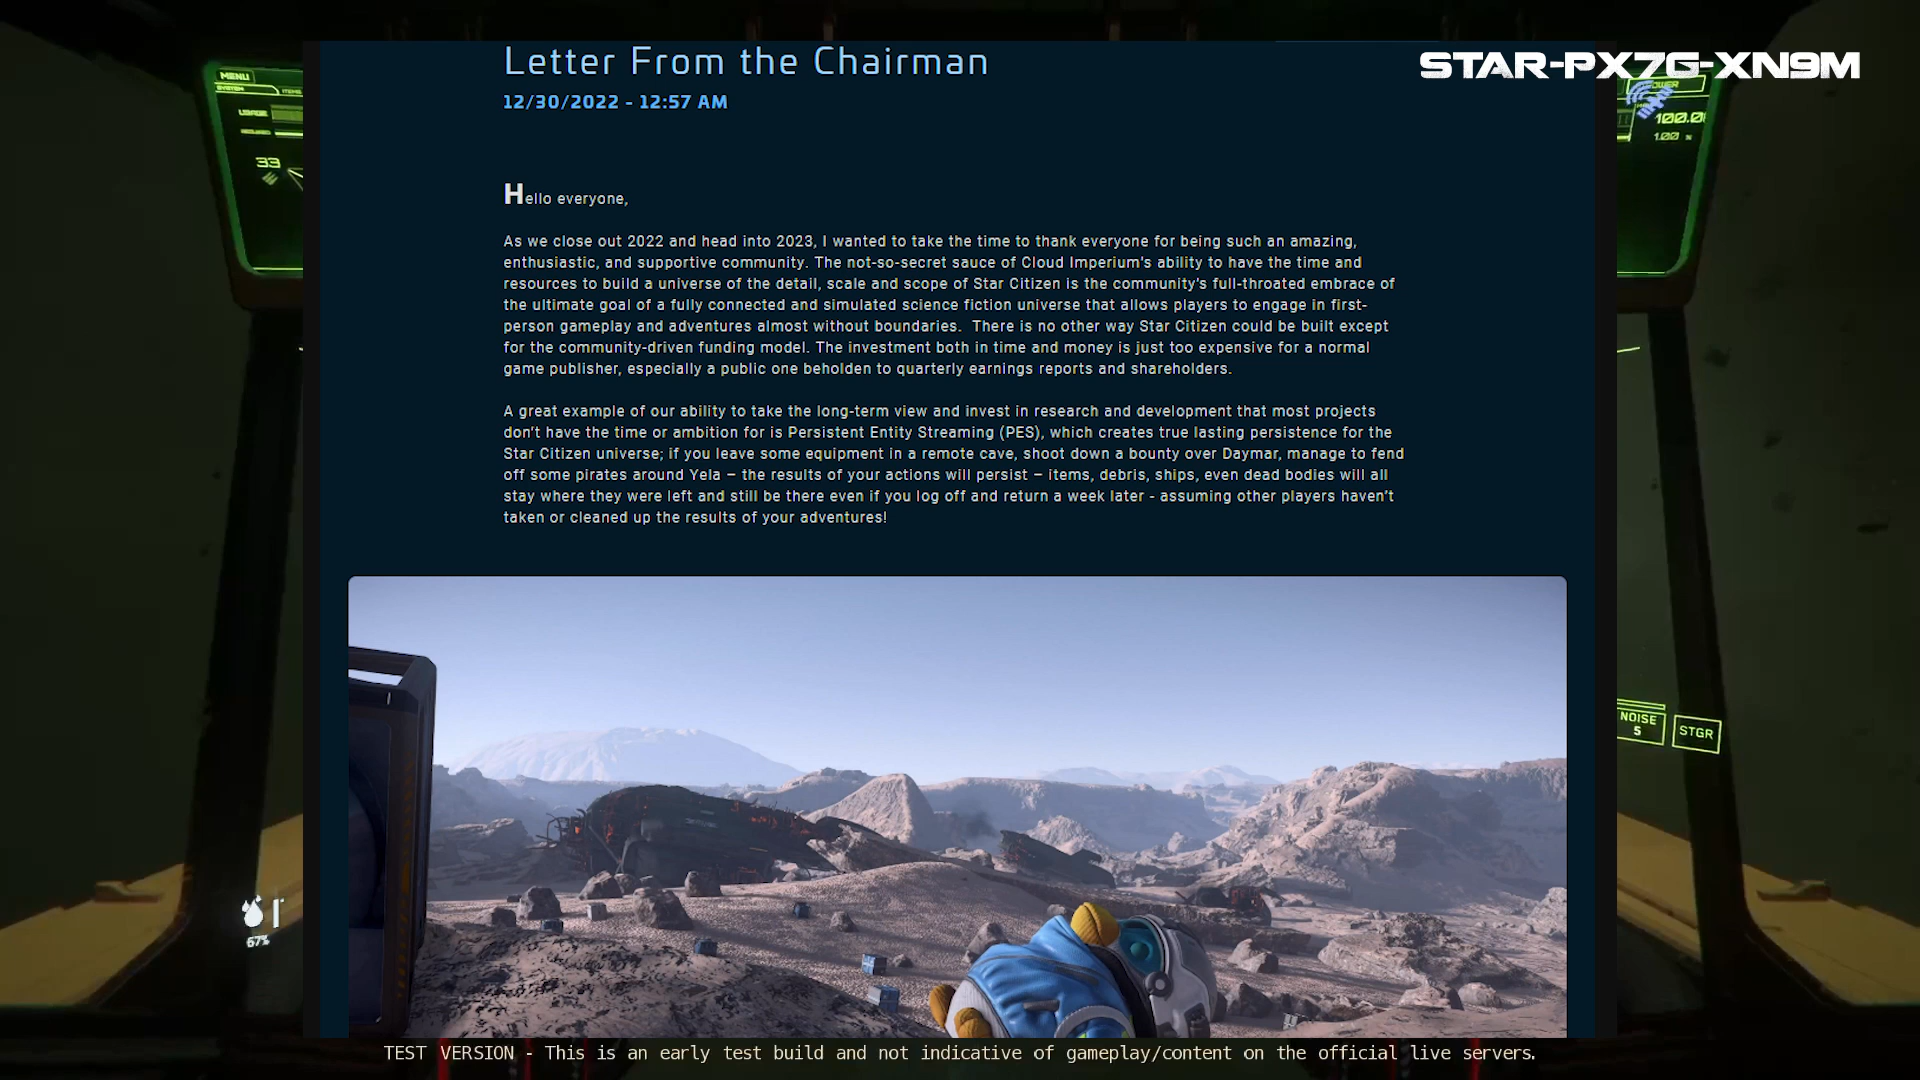 Letter From the Chairman
12/30/2022 - 12:57 AM
STAR-PX7G-XN9M
MENU
SYSTEM
ITEMS
33
100.0
1.00
Hello everyone,
As we close out 2022 and head into 2023, I wanted to take the time to thank everyone for being such an amazing,
enthusiastic, and supportive community. The not-so-secret sauce of Cloud Imperium's ability to have the time and
resources to build a universe of the detail, scale and scope of Star Citizen is the community's full-throated embrace of
the ultimate goal of a fully connected and simulated science fiction universe that allows players to engage in first-
person gameplay and adventures almost without boundaries.  There is no other way Star Citizen could be built except
for the community-driven funding model. The investment both in time and money is just too expensive for a normal
game publisher, especially a public one beholden to quarterly earnings reports and shareholders.
A great example of our ability to take the long-term view and invest in research and development that most projects
don't have the time or ambition for is Persistent Entity Streaming (PES), which creates true lasting persistence for the
Star Citizen universe; if you leave some equipment in a remote cave, shoot down a bounty over Daymar, manage to fend
off some pirates around Yela – the results of your actions will persist – items, debris, ships, even dead bodies will all
stay where they were left and still be there even if you log off and return a week later - assuming other players haven't
taken or cleaned up the results of your adventures!
NOISE
5
STGR
67%
TEST VERSION - This is an early test build and not indicative of gameplay/content on the official live servers.